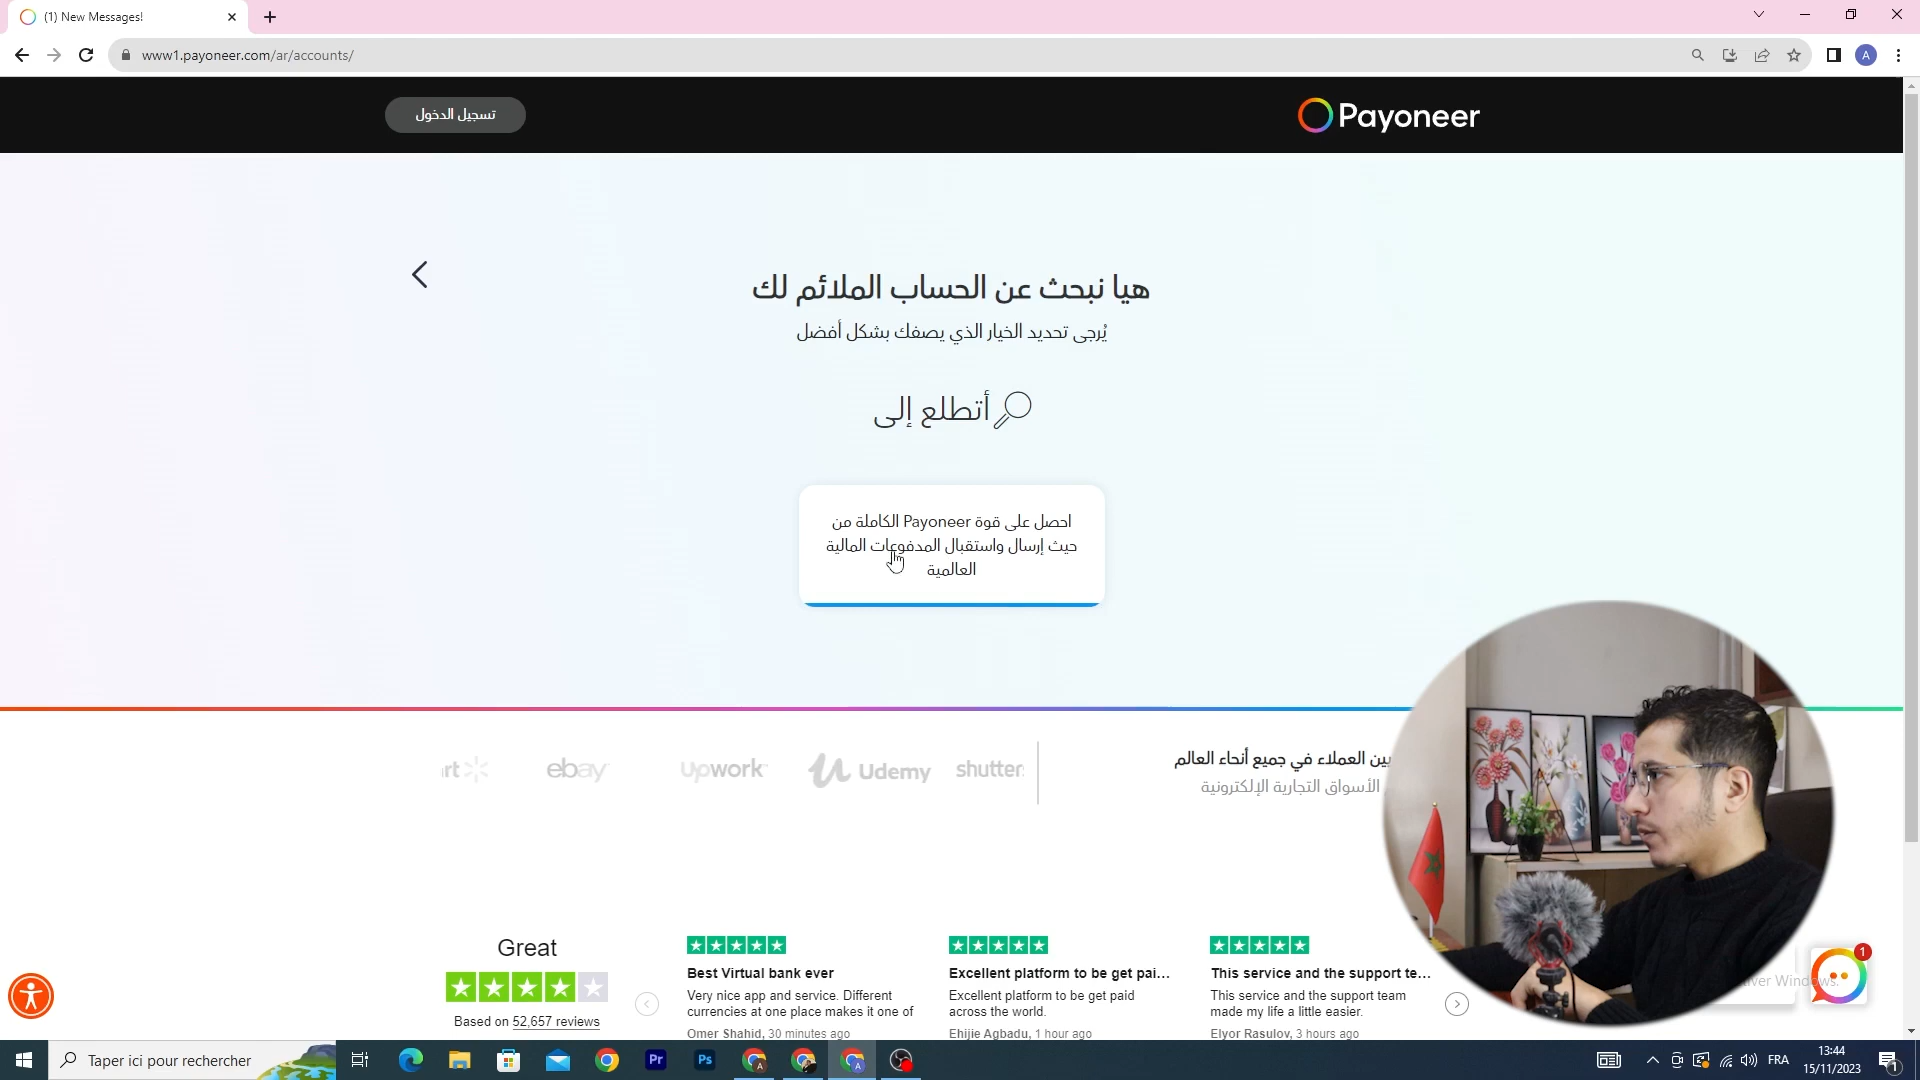 (1) New Messages!
www1.payoneer.com/ar/accounts/
A
تسجيل الدخول
Payoneer
هيا نبحث عن الحساب الملائم لك
يُرجى تحديد الخيار الذي يصفك بشكل أفضل
أتطلع إلى
احصل على قوة Payoneer الكاملة من
حيث إرسال واستقبال المدفوعات المالية
العالمية
ebay
Upwork
Udemy
بين العملاء في جميع أنحاء العالم
الأسواق التجارية الإلكترونية
Great
Based on 52,657 reviews
Best Virtual bank ever
Very nice app and service. Different
currencies at one place makes it one of
Omer Shahid, 30 minutes ago
Excellent platform to be get pai...
Excellent platform to be get paid
across the world.
Ehijie Agbadu, 1 hour ago
This service and the support te...
This service and the support team
made my life a little easier.
Elyor Rasulov, 3 hours ago
1
Taper ici pour rechercher
Pr
Ps
FRA
13:44
15/11/2023
1